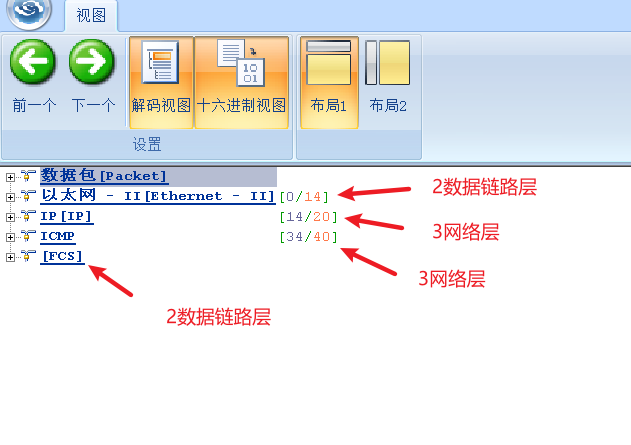 视图
前一个 下一个 解码视图 十六进制视图 布局1 布局2
设置
数据包[Packet]
以太网 - II[Ethernet - II] [0/14] 2数据链路层
IP[IP] [14/20] 3网络层
ICMP [34/40]
3网络层
[FCS]
2数据链路层